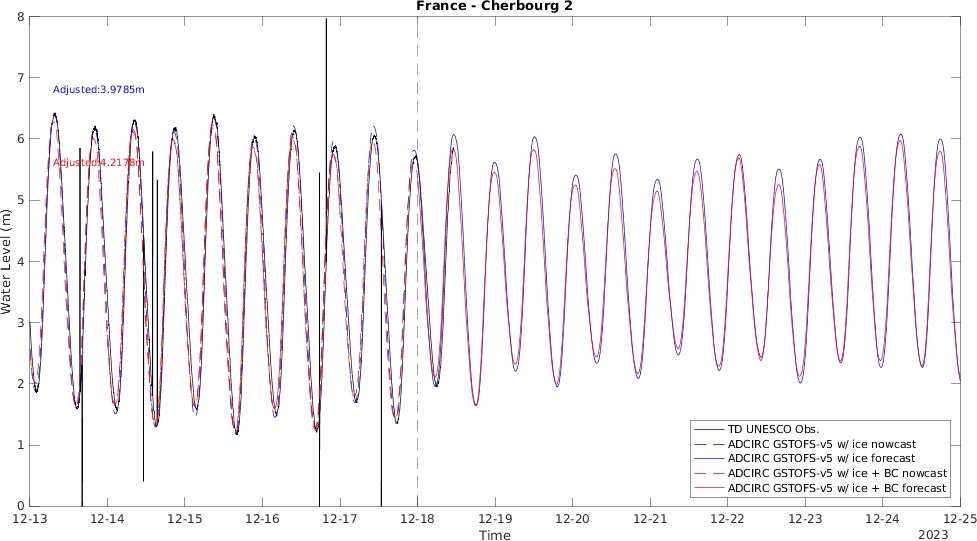 France - Cherbourg 2
8
7
6
5
4
3
2
1
0
Water Level (m)
Adjusted:3.9785m
Adjusted:4.2178m
TD UNESCO Obs.
ADCIRC GSTOFS-v5 w/ ice nowcast
ADCIRC GSTOFS-v5 w/ ice forecast
ADCIRC GSTOFS-v5 w/ ice + BC nowcast
ADCIRC GSTOFS-v5 w/ ice + BC forecast
12-13 12-14 12-15 12-16 12-17 12-18 12-19 12-20 12-21 12-22 12-23 12-24 12-25
Time
2023